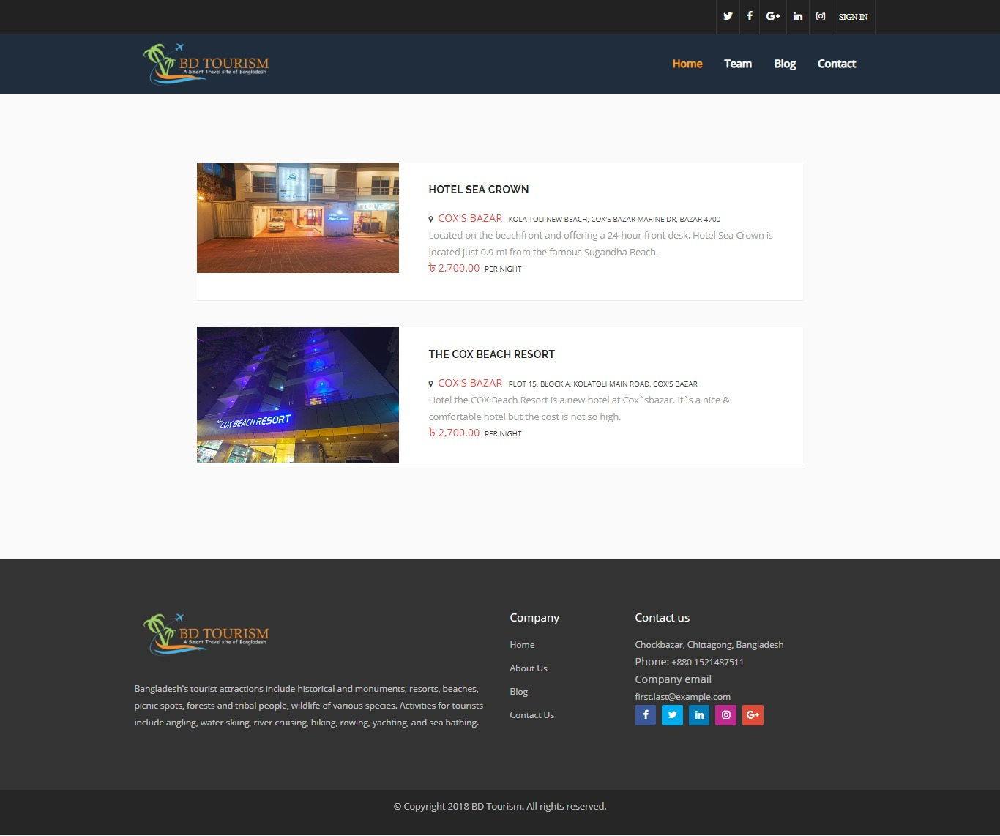 SIGN IN
BD TOURISM
A Smart Travel site of Bangladesh
Home Team Blog Contact
HOTEL SEA CROWN
COX'S BAZAR KOLA TOLI NEW BEACH, COX'S BAZAR MARINE DR, BAZAR 4700
Located on the beachfront and offering a 24-hour front desk, Hotel Sea Crown is
located just 0.9 mi from the famous Sugandha Beach.
৳ 2,700.00 PER NIGHT
Sea Crown
the COX BEACH RESORT
THE COX BEACH RESORT
COX'S BAZAR PLOT 15, BLOCK A, KOLATOLI MAIN ROAD, COX'S BAZAR
Hotel the COX Beach Resort is a new hotel at Cox`sbazar. It`s a nice &
comfortable hotel but the cost is not so high.
৳ 2,700.00 PER NIGHT
BD TOURISM
A Smart Travel site of Bangladesh
Bangladesh's tourist attractions include historical and monuments, resorts, beaches,
picnic spots, forests and tribal people, wildlife of various species. Activities for tourists
include angling, water skiing, river cruising, hiking, rowing, yachting, and sea bathing.
Company
Home
About Us
Blog
Contact Us
Contact us
Chockbazar, Chittagong, Bangladesh
Phone: +880 1521487511
Company email
first.last@example.com
© Copyright 2018 BD Tourism. All rights reserved.